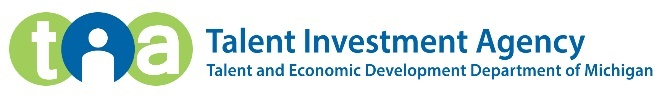 tia Talent Investment Agency
Talent and Economic Development Department of Michigan